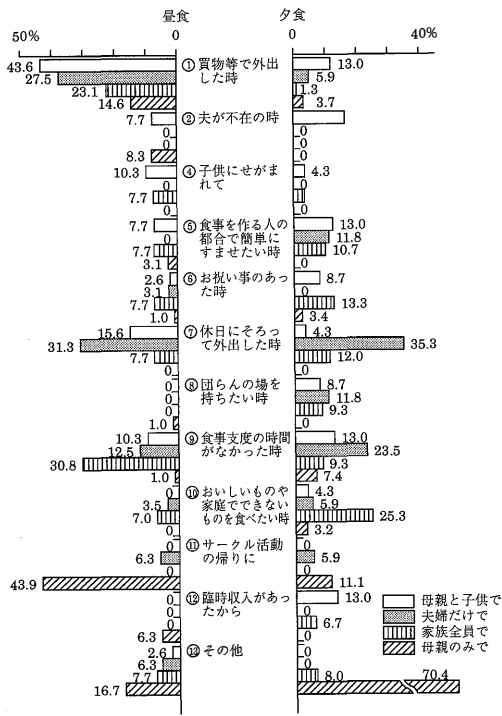 昼食 夕食
50% 0 0 40%
43.6 ①買物等で外出 13.0
27.5 した時 5.9
23.1 1.3
14.6 3.7
7.7 ②夫が不在の時
0 0
0 0
8.3 0
10.3 ④子供にせがま 4.3
0 れて 0
7.7
0 0
7.7 ⑤食事を作る人の 13.0
0 都合で簡単に 11.8
7.7 すませたい時 10.7
3.1 0
2.6 ⑥お祝い事のあっ 8.7
3.1 た時 0
7.7 13.3
1.0 3.4
15.6 ⑦休日にそろっ 4.3
31.3 て外出した時 35.3
7.7 12.0
0 0
0 ⑧団らんの場を 8.7
0 持ちたい時 11.8
0 9.3
1.0 0
10.3 ⑨食事支度の時間 13.0
12.5 がなかった時 23.5
30.8 9.3
1.0 7.4
0 ⑩おいしいものや 4.3
3.5 家庭でできない 5.9
7.0 ものを食べたい時 25.3
0 3.2
0 ⑪サークル活動 0
6.3 の帰りに 5.9
0 0
43.9 11.1
0 ⑫臨時収入があっ 13.0
0 たから 0
0 6.7
6.3 0
2.6 ⑬その他 0
6.3 0
7.7 8.0
16.7 70.4
母親と子供で
夫婦だけで
家族全員で
母親のみで